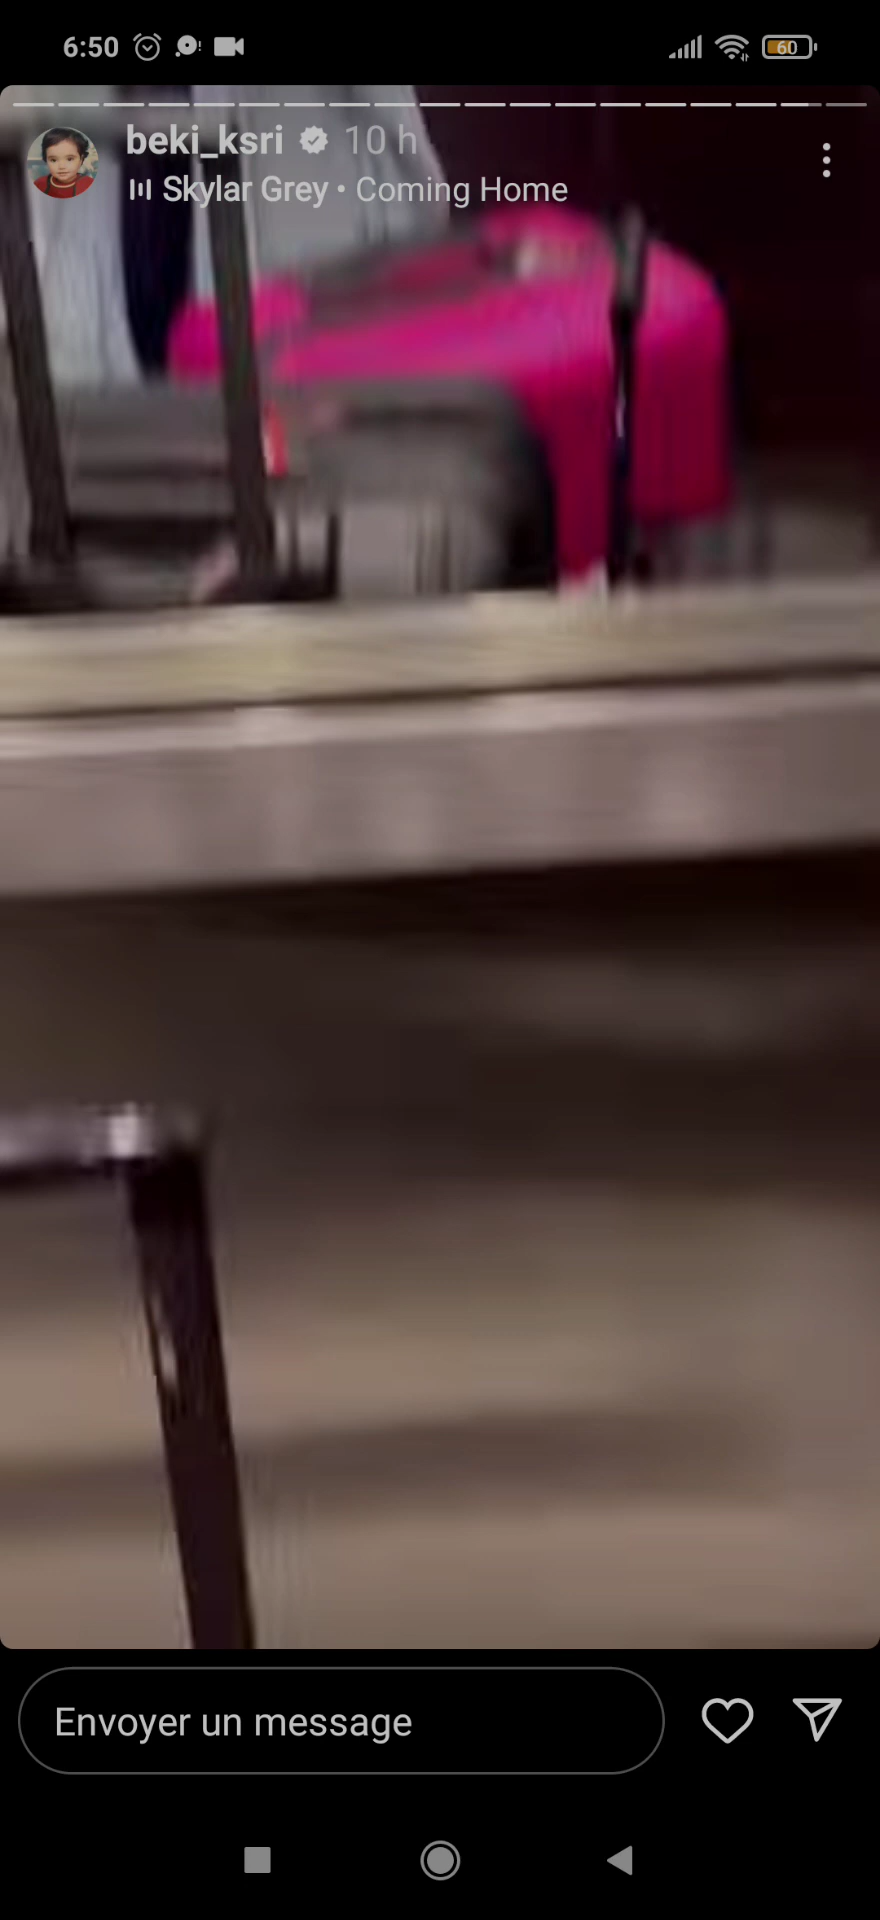 6:50
60
beki_ksri 10 h
Skylar Grey • Coming Home
Envoyer un message